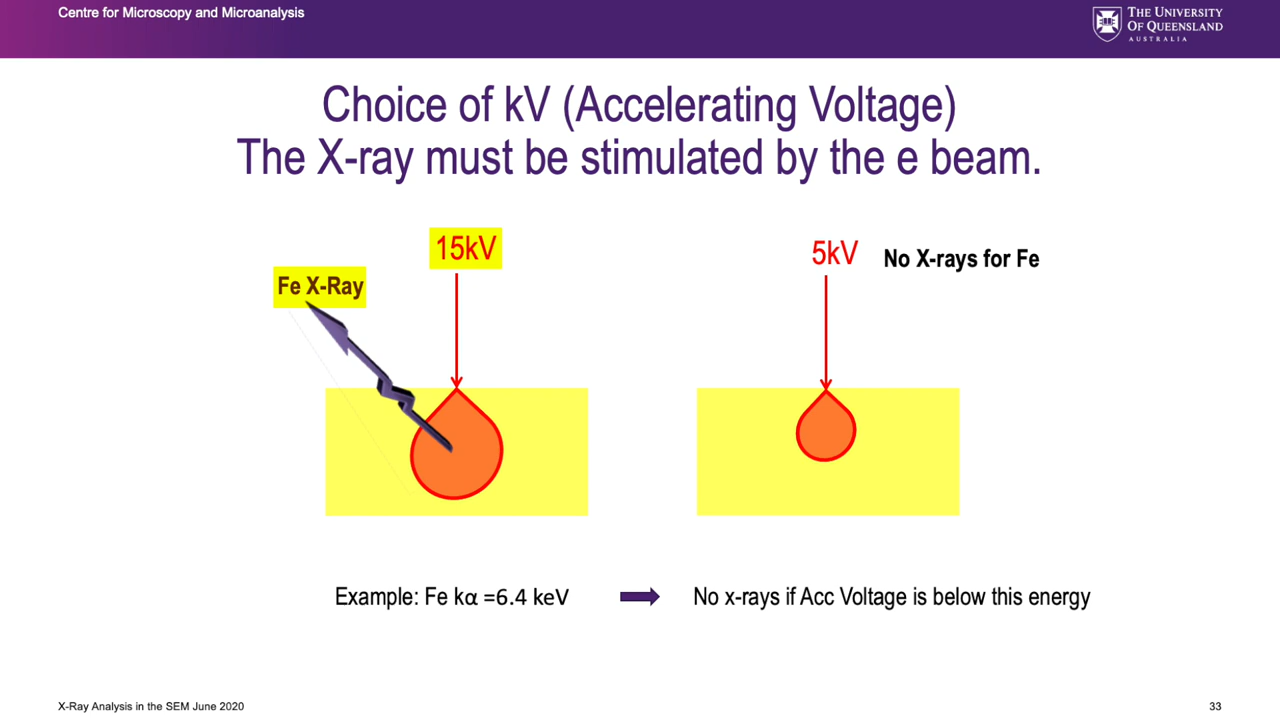 Centre for Microscopy and Microanalysis
THE UNIVERSITY
OF QUEENSLAND
AUSTRALIA
Choice of kV (Accelerating Voltage)
The X-ray must be stimulated by the e beam.
15kV
Fe X-Ray
5kV
No X-rays for Fe
Example: Fe kα =6.4 keV
No x-rays if Acc Voltage is below this energy
X-Ray Analysis in the SEM June 2020
33